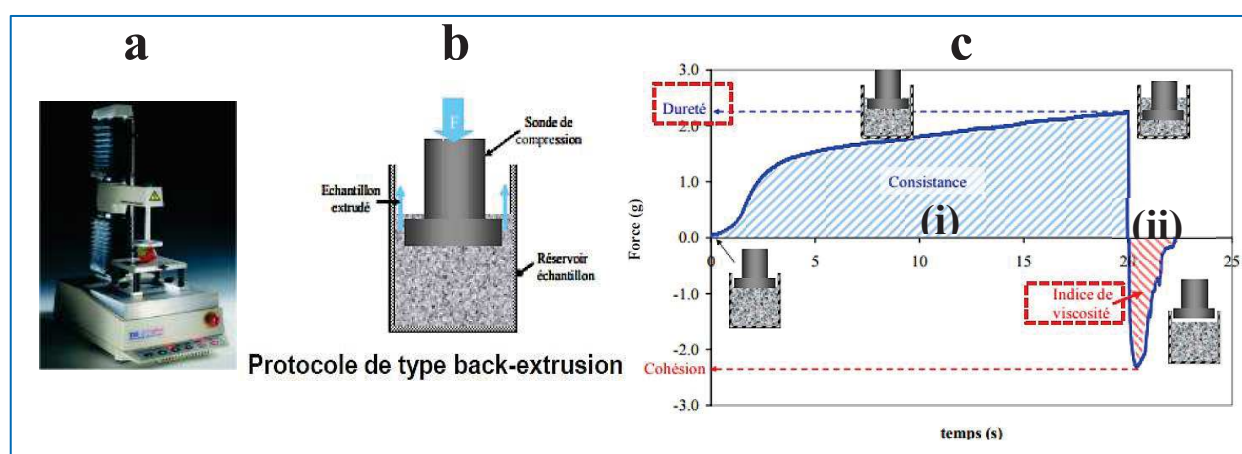 a
b
c
F
Sonde de
compression
Echantillon
extrudé
Réservoir
échantillon
Protocole de type back-extrusion
3.0
Dureté
2.0
1.0
0.0
-1.0
-2.0
-3.0
Force (g)
Consistance
(i)
(ii)
0
5
10
15
20
25
Indice de
viscosité
Cohésion
temps (s)